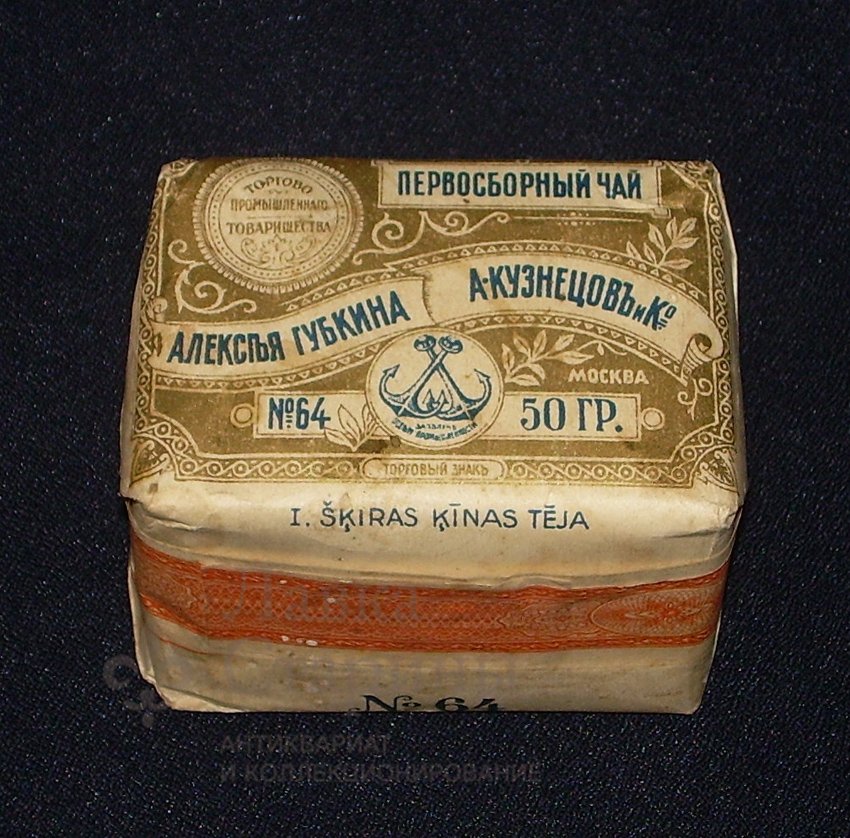 ТОРГОВО
ПРОМЫШЛЕННАГО
ТОВАРИЩЕСТВА
ПЕРВОСБОРНЫЙ ЧАЙ
АЛЕКСѢЯ ГУБКИНА
А·КУЗНЕЦОВЪ и Кº
МОСКВА
№64
50 ГР.
ТОРГОВЫЙ ЗНАКЪ
I. ŠĶIRAS ĶĪNAS TĒJA
№ 64
АНТИКВАРИАТ
И КОЛЛЕКЦИОНИРОВАНИЕ